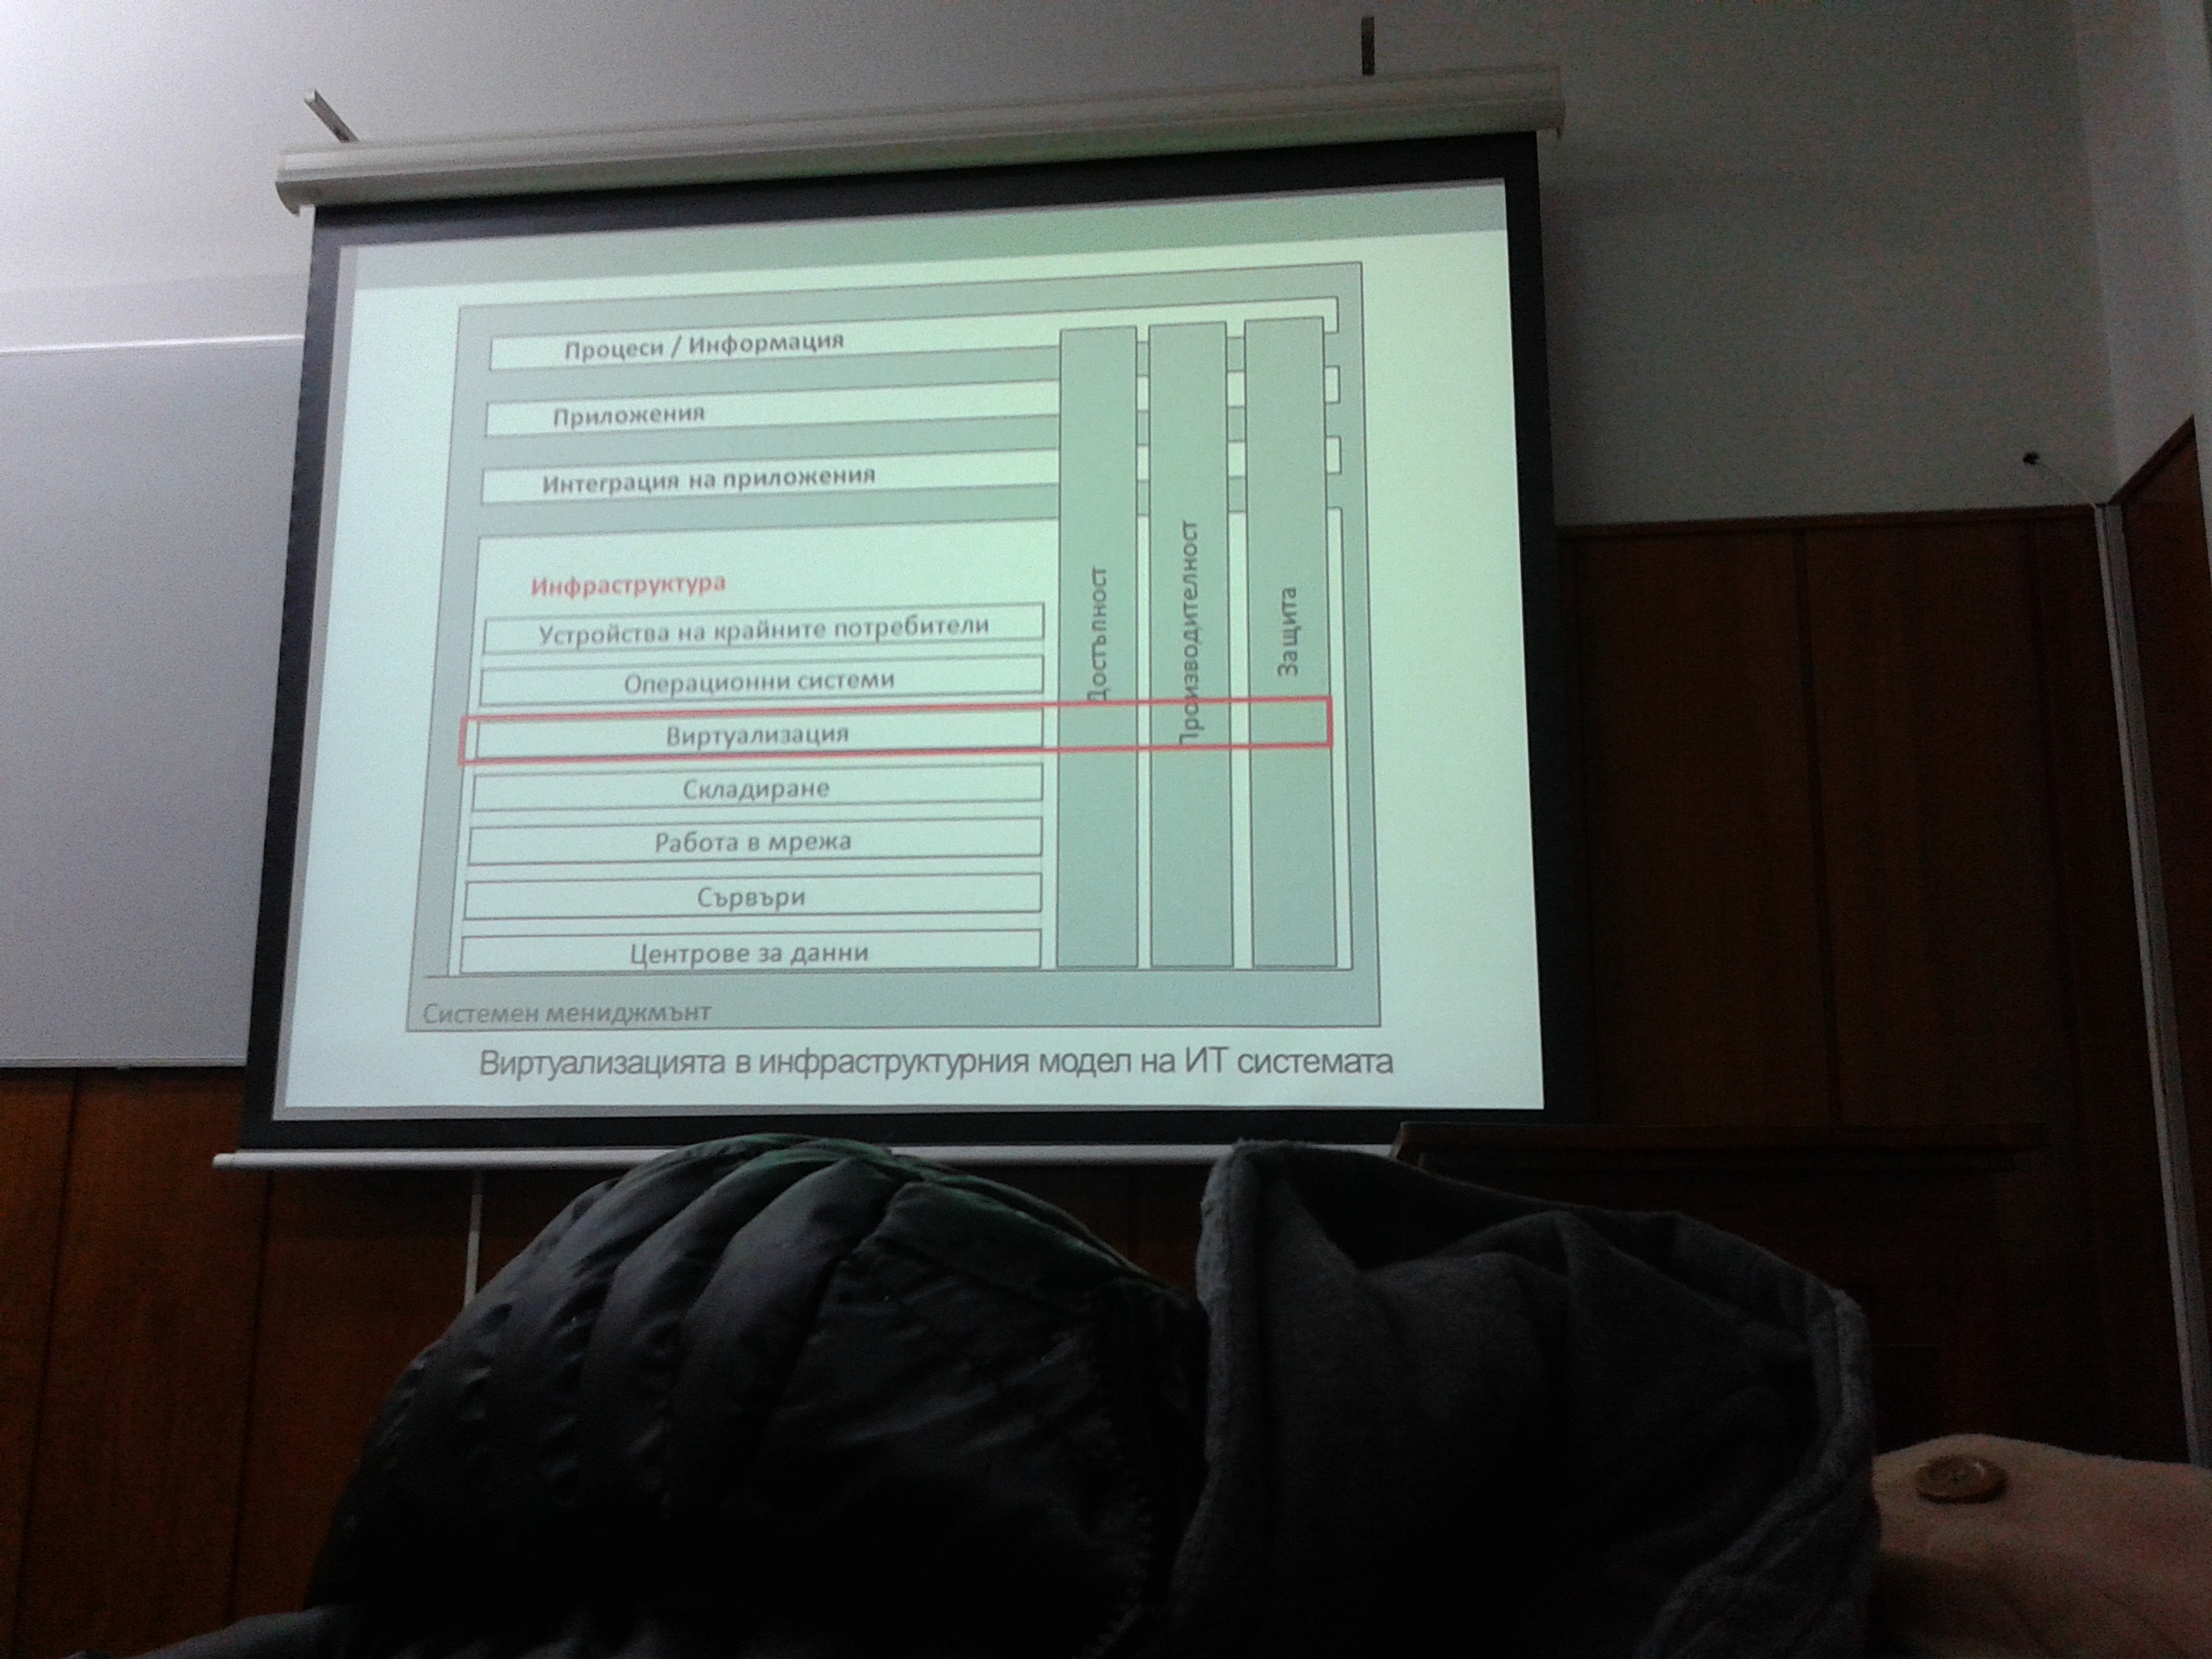 Процеси / Информация
Приложения
Интеграция на приложения
Инфраструктура
Устройства на крайните потребители
Операционни системи
Виртуализация
Складиране
Работа в мрежа
Сървъри
Центрове за данни
Достъпност
Производителност
Защита
Системен мениджмънт
Виртуализацията в инфраструктурния модел на ИТ системата